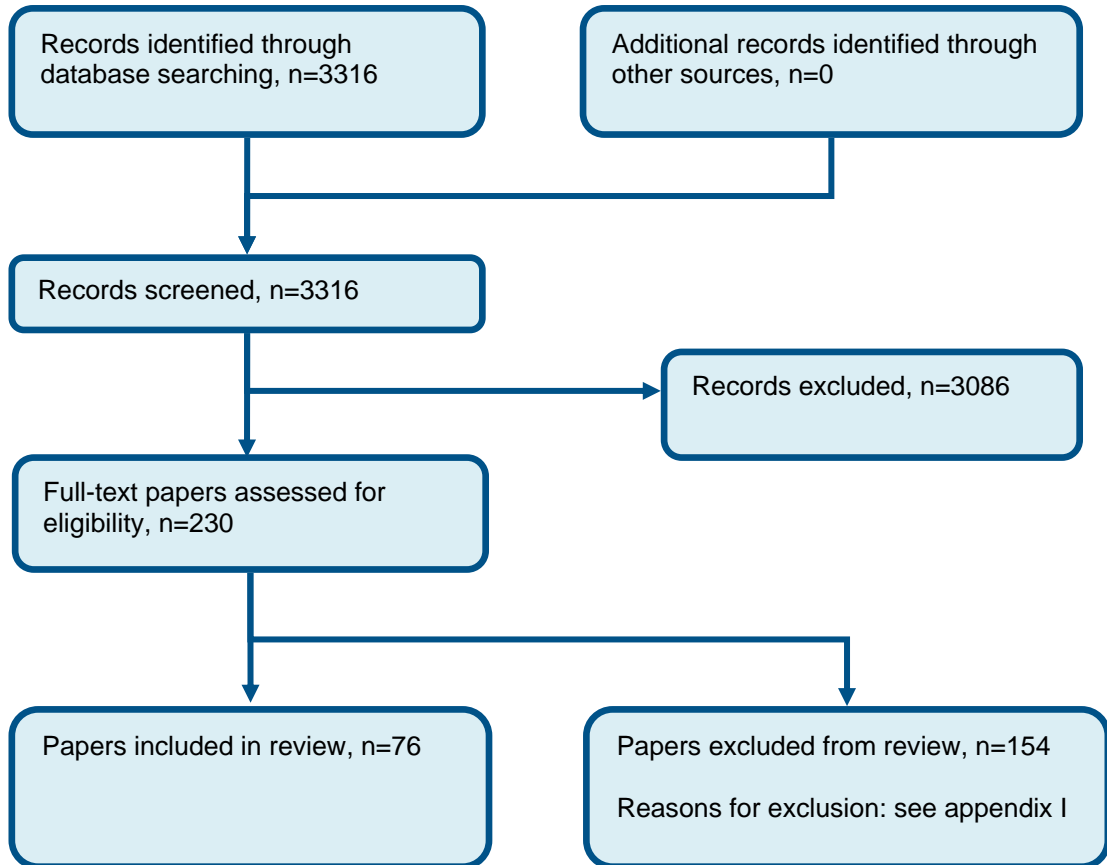 Records identified through
database searching, n=3316
Additional records identified through
other sources, n=0
Records screened, n=3316
Records excluded, n=3086
Full-text papers assessed for
eligibility, n=230
Papers included in review, n=76
Papers excluded from review, n=154
Reasons for exclusion: see appendix I